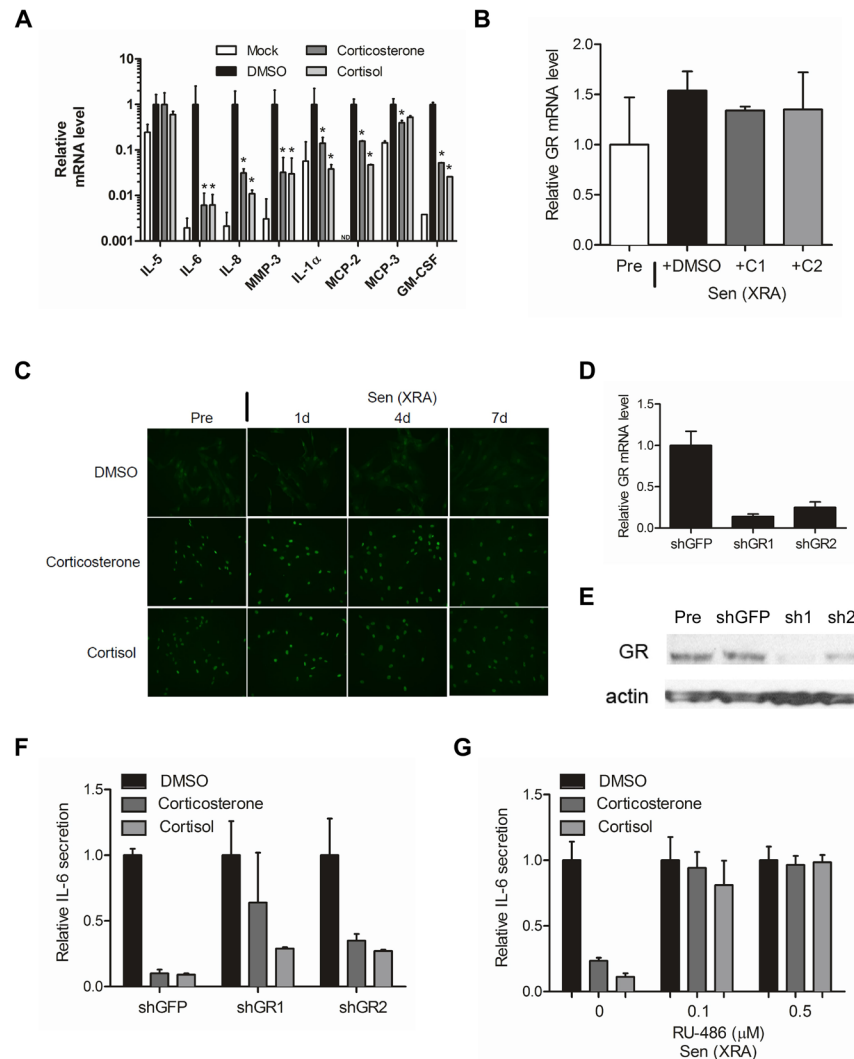 A
Mock
Corticosterone
DMSO
Cortisol
10
1
0.1
0.01
0.001
Relative
mRNA level
* * * * * * * * * * * * *
ND
IL-5
IL-6
IL-8
MMP-3
IL-1α
MCP-2
MCP-3
GM-CSF
B
Relative GR mRNA level
2.0
1.5
1.0
0.5
0.0
Pre
+DMSO
+C1
+C2
Sen (XRA)
C
Sen (XRA)
Pre
1d
4d
7d
DMSO
Corticosterone
Cortisol
D
Relative GR mRNA level
1.5
1.0
0.5
0.0
shGFP
shGR1
shGR2
E
Pre shGFP sh1 sh2
GR
actin
F
DMSO
Corticosterone
Cortisol
Relative IL-6 secretion
1.5
1.0
0.5
0.0
shGFP
shGR1
shGR2
G
DMSO
Corticosterone
Cortisol
Relative IL-6 secretion
1.5
1.0
0.5
0.0
0
0.1
0.5
RU-486 (μM)
Sen (XRA)